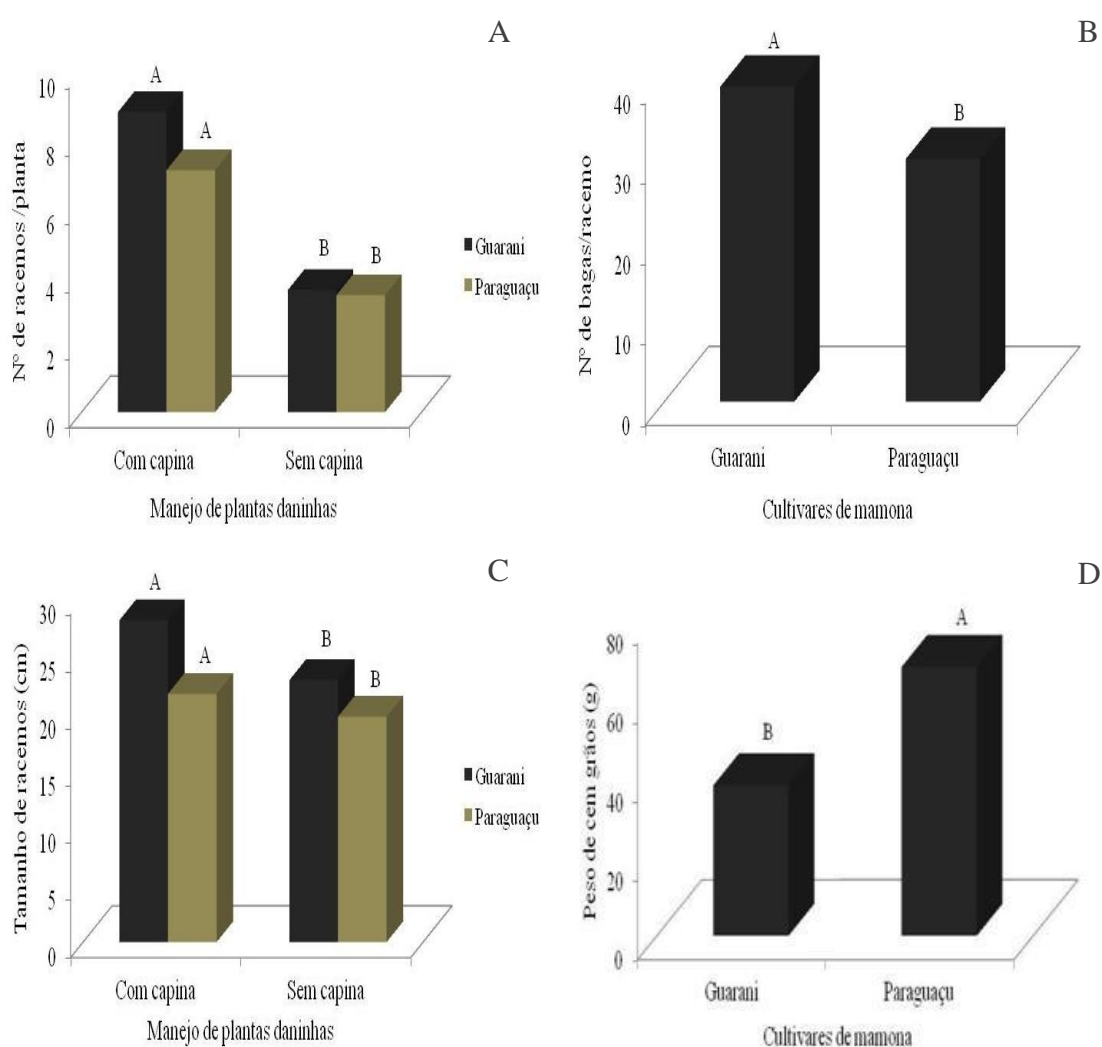 A
A
A
B
B
10
8
6
4
2
0
Nº de racemos /planta
Guarani
Paraguaçu
Com capina
Sem capina
Manejo de plantas daninhas
B
A
B
40
30
20
10
0
Nº de bagas/racemo
Guarani
Paraguaçu
Cultivares de mamona
C
A
A
B
B
30
25
20
15
10
5
0
Tamanho de racemos (cm)
Guarani
Paraguaçu
Com capina
Sem capina
Manejo de plantas daninhas
D
B
A
80
60
40
20
0
Peso de cem grãos (g)
Guarani
Paraguaçu
Cultivares de mamona